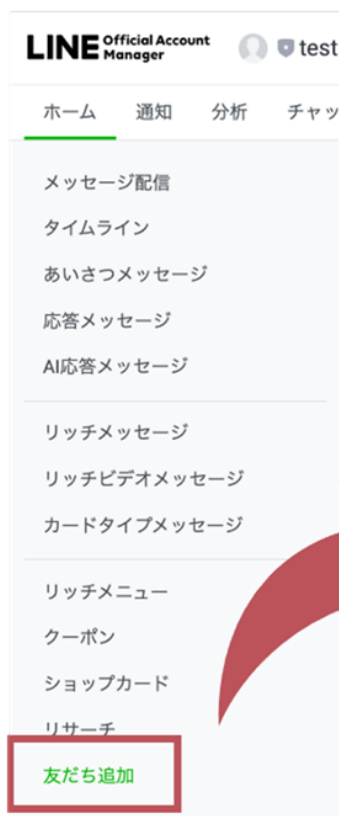 LINE Official Account Manager
test
ホーム 通知 分析 チャッ
メッセージ配信
タイムライン
あいさつメッセージ
応答メッセージ
AI応答メッセージ
リッチメッセージ
リッチビデオメッセージ
カードタイプメッセージ
リッチメニュー
クーポン
ショップカード
リサーチ
友だち追加